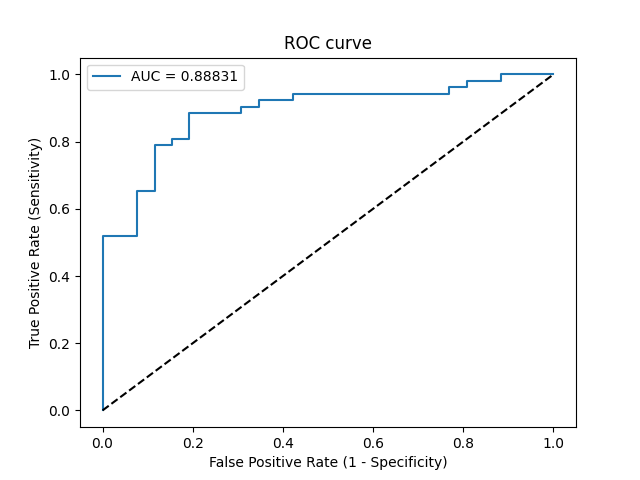 ROC curve
AUC = 0.88831
True Positive Rate (Sensitivity)
1.0
0.8
0.6
0.4
0.2
0.0
0.0 0.2 0.4 0.6 0.8 1.0
False Positive Rate (1 - Specificity)